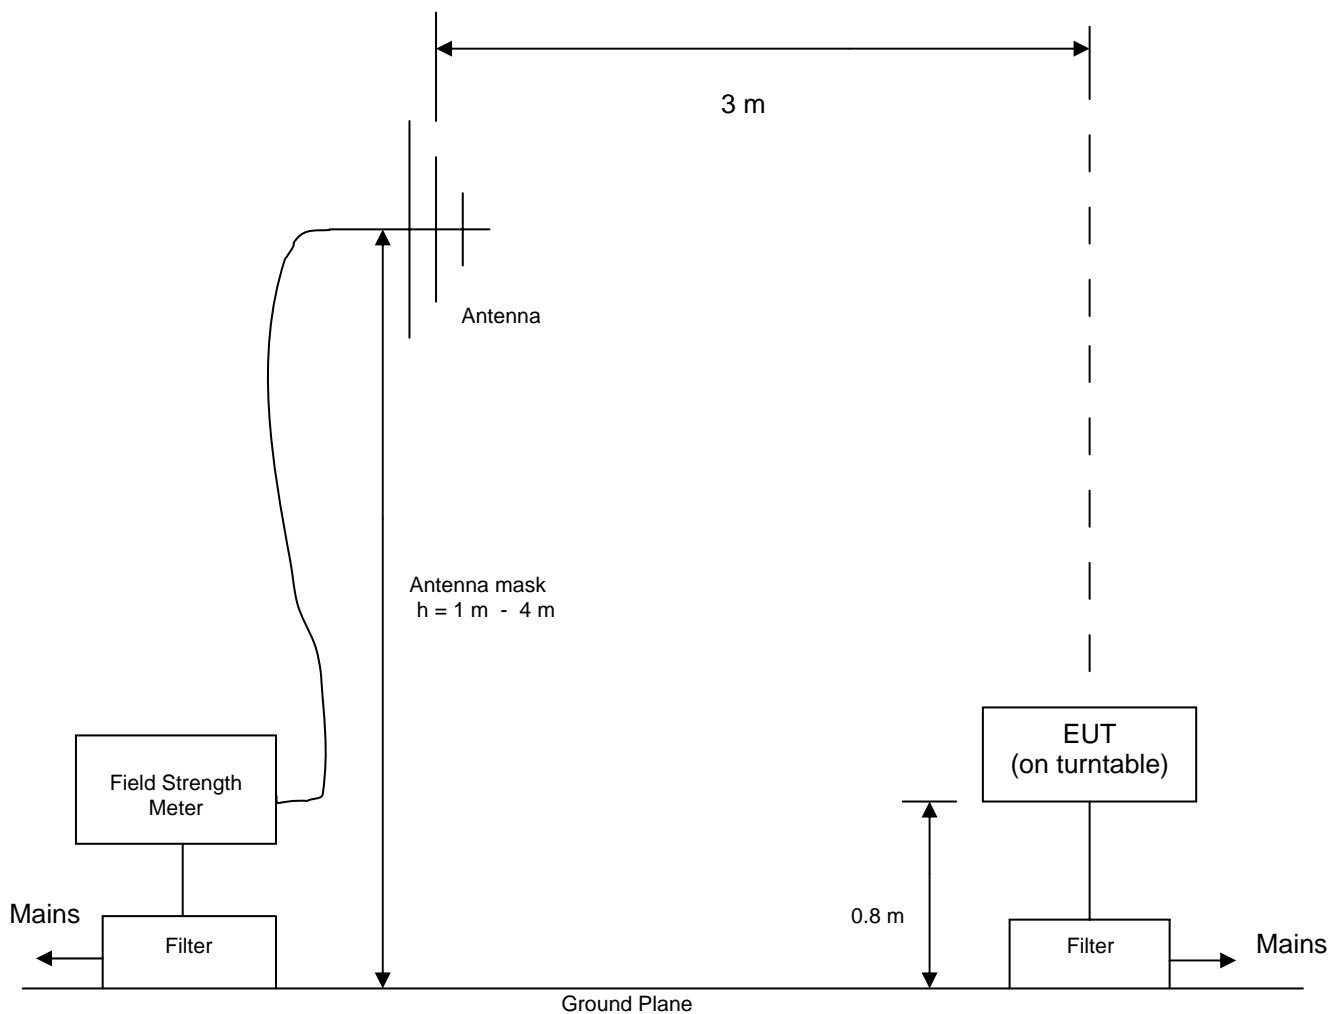 3 m
Antenna
Antenna mask
h = 1 m - 4 m
EUT
(on turntable)
Field Strength
Meter
Mains
Filter
0.8 m
Filter
Mains
Ground Plane